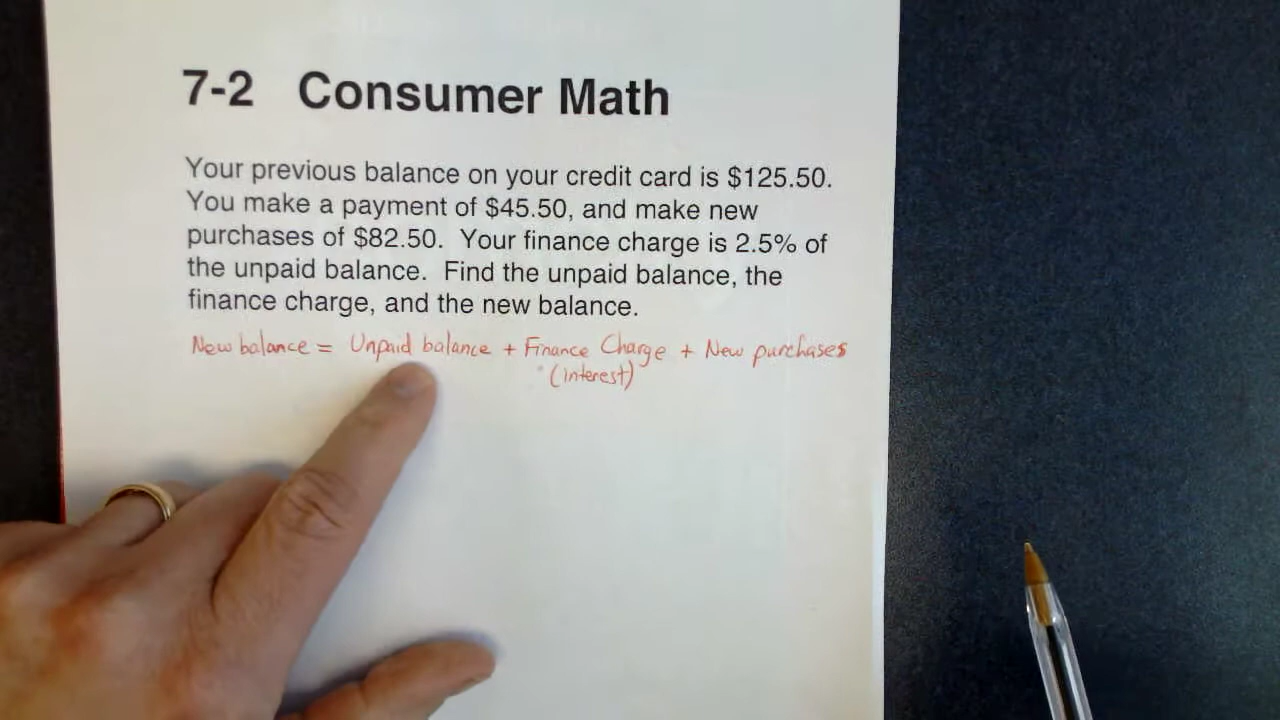 7-2 Consumer Math
Your previous balance on your credit card is $125.50.
You make a payment of $45.50, and make new
purchases of $82.50. Your finance charge is 2.5% of
the unpaid balance. Find the unpaid balance, the
finance charge, and the new balance.
New balance = Unpaid balance + Finance Charge + New purchases
(interest)